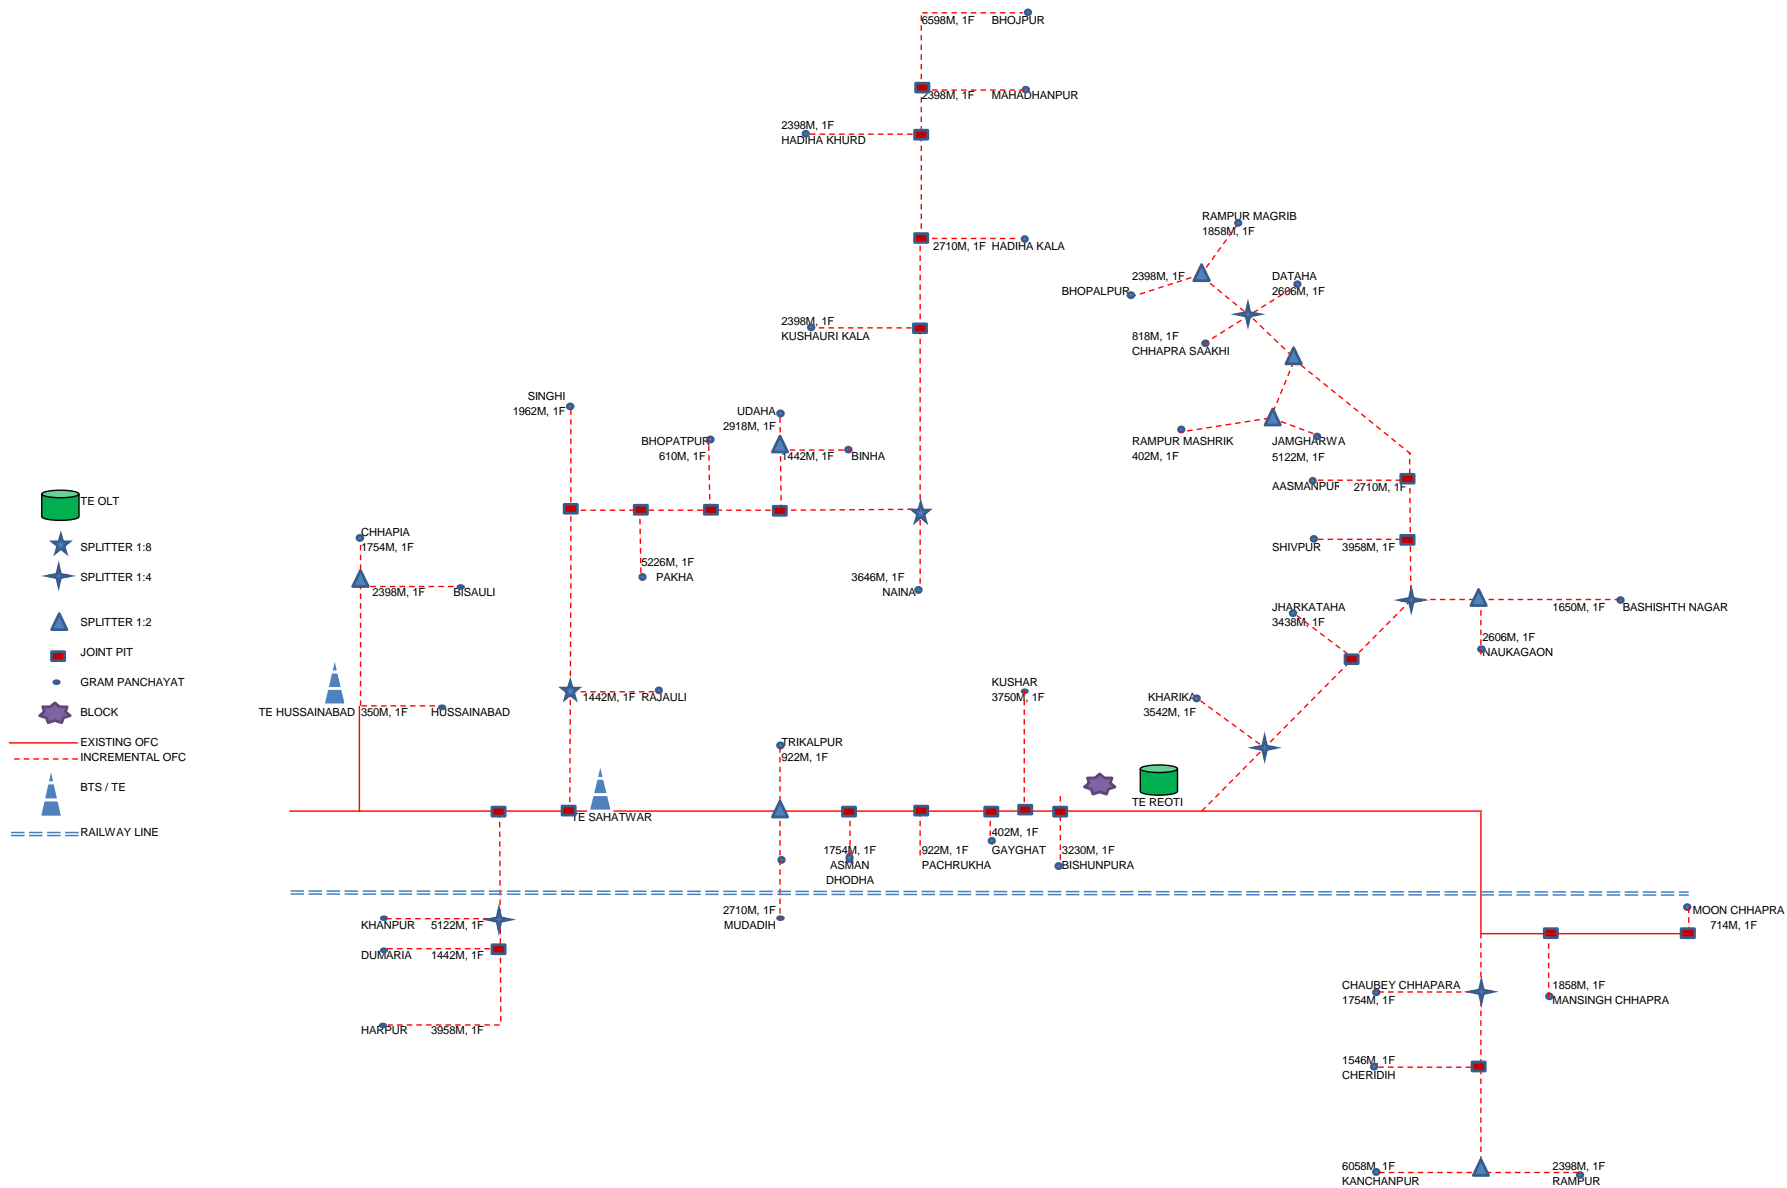 6598M, 1F BHOJPUR
2398M, 1F MAHADHANPUR
2398M, 1F
HADIHA KHURD
2710M, 1F HADIHA KALA
2398M, 1F
KUSHAURI KALA
RAMPUR MAGRIB
1858M, 1F
2398M, 1F
BHOPALPUR
DATAHA
2606M, 1F
818M, 1F
CHHAPRA SAAKHI
RAMPUR MASHRIK
402M, 1F
JAMGHARWA
5122M, 1F
AASMANPUR 2710M, 1F
SHIVPUR 3958M, 1F
SINGHI
1962M, 1F
BHOPATPUR
610M, 1F
UDAHA
2918M, 1F
1442M, 1F BINHA
5226M, 1F
PAKHA
3646M, 1F
NAINA
TE OLT
SPLITTER 1:8
SPLITTER 1:4
SPLITTER 1:2
JOINT PIT
GRAM PANCHAYAT
BLOCK
EXISTING OFC
INCREMENTAL OFC
BTS / TE
RAILWAY LINE
CHHAPIA
1754M, 1F
2398M, 1F BISAULI
TE HUSSAINABAD 350M, 1F HUSSAINABAD
1442M, 1F RAJAULI
JHARKATAHA
3438M, 1F
1650M, 1F BASHISHTH NAGAR
2606M, 1F
NAUKAGAON
KUSHAR
3750M, 1F
KHARIKA
3542M, 1F
TRIKALPUR
922M, 1F
TE SAHATWAR
TE REOTI
1754M, 1F
ASMAN
DHODHA
922M, 1F
PACHRUKHA
402M, 1F
GAYGHAT
3230M, 1F
BISHUNPURA
2710M, 1F
MUDADIH
KHANPUR 5122M, 1F
DUMARIA 1442M, 1F
HARPUR 3958M, 1F
MOON CHHAPRA
714M, 1F
CHAUBEY CHHAPARA
1754M, 1F
1858M, 1F
MANSINGH CHHAPRA
1546M, 1F
CHERIDIH
6058M, 1F
KANCHANPUR
2398M, 1F
RAMPUR